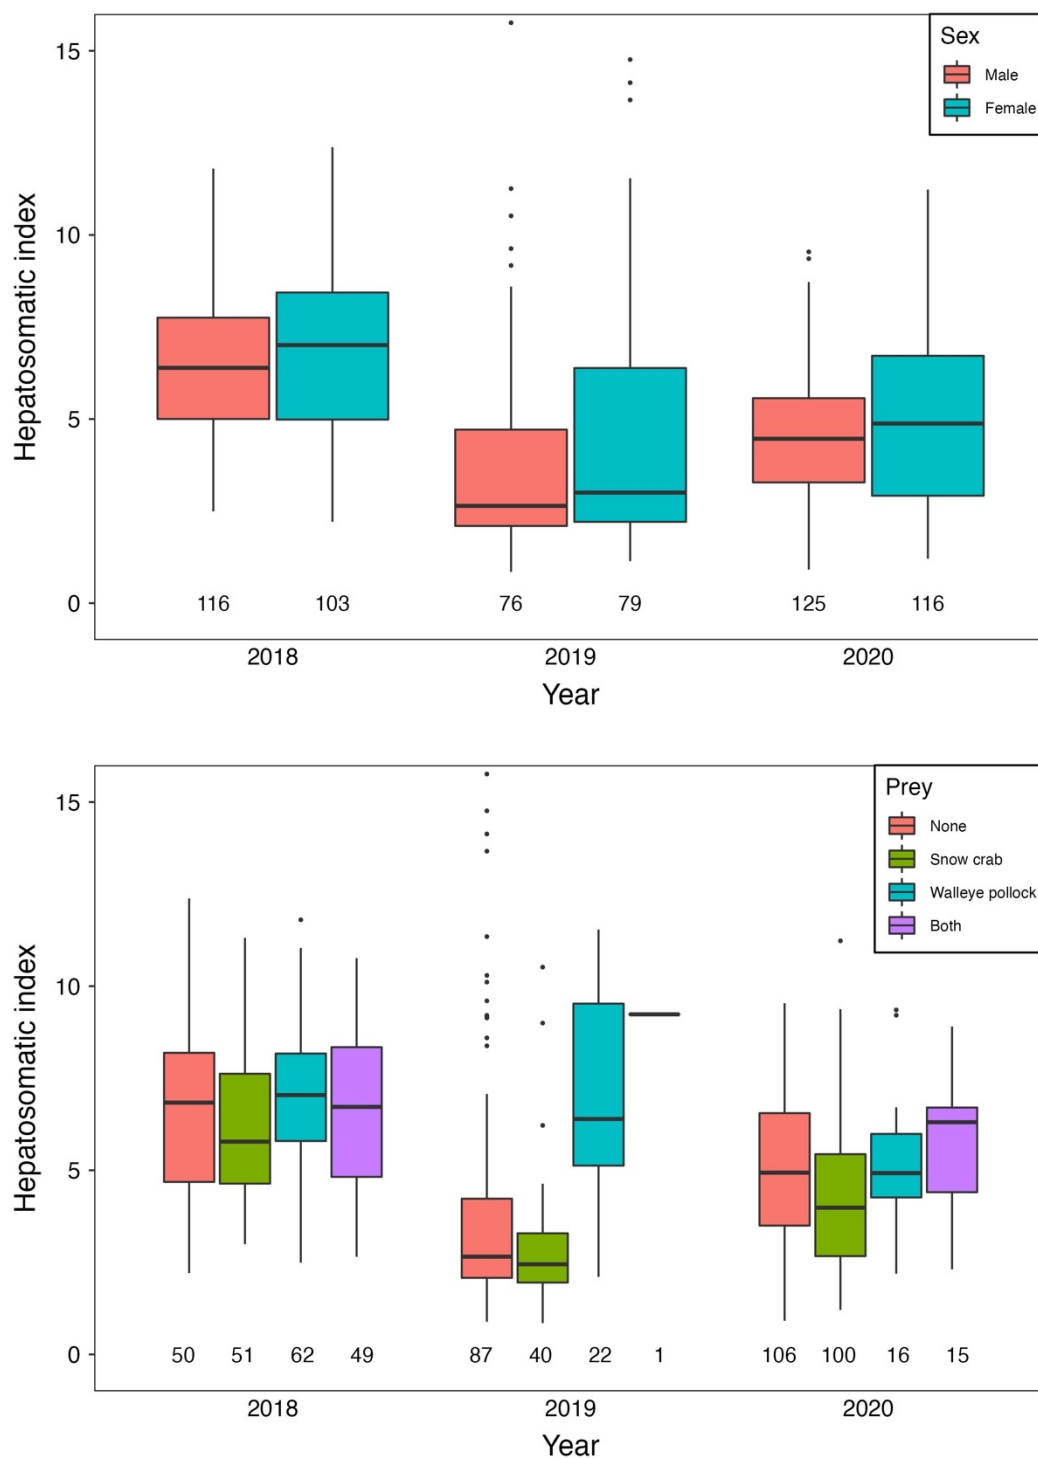 15
10
5
0
Hepatosomatic index
Sex
Male
Female
116 103 76 79 125 116
2018 2019 2020
Year
15
10
5
0
Hepatosomatic index
Prey
None
Snow crab
Walleye pollock
Both
50 51 62 49 87 40 22 1 106 100 16 15
2018 2019 2020
Year